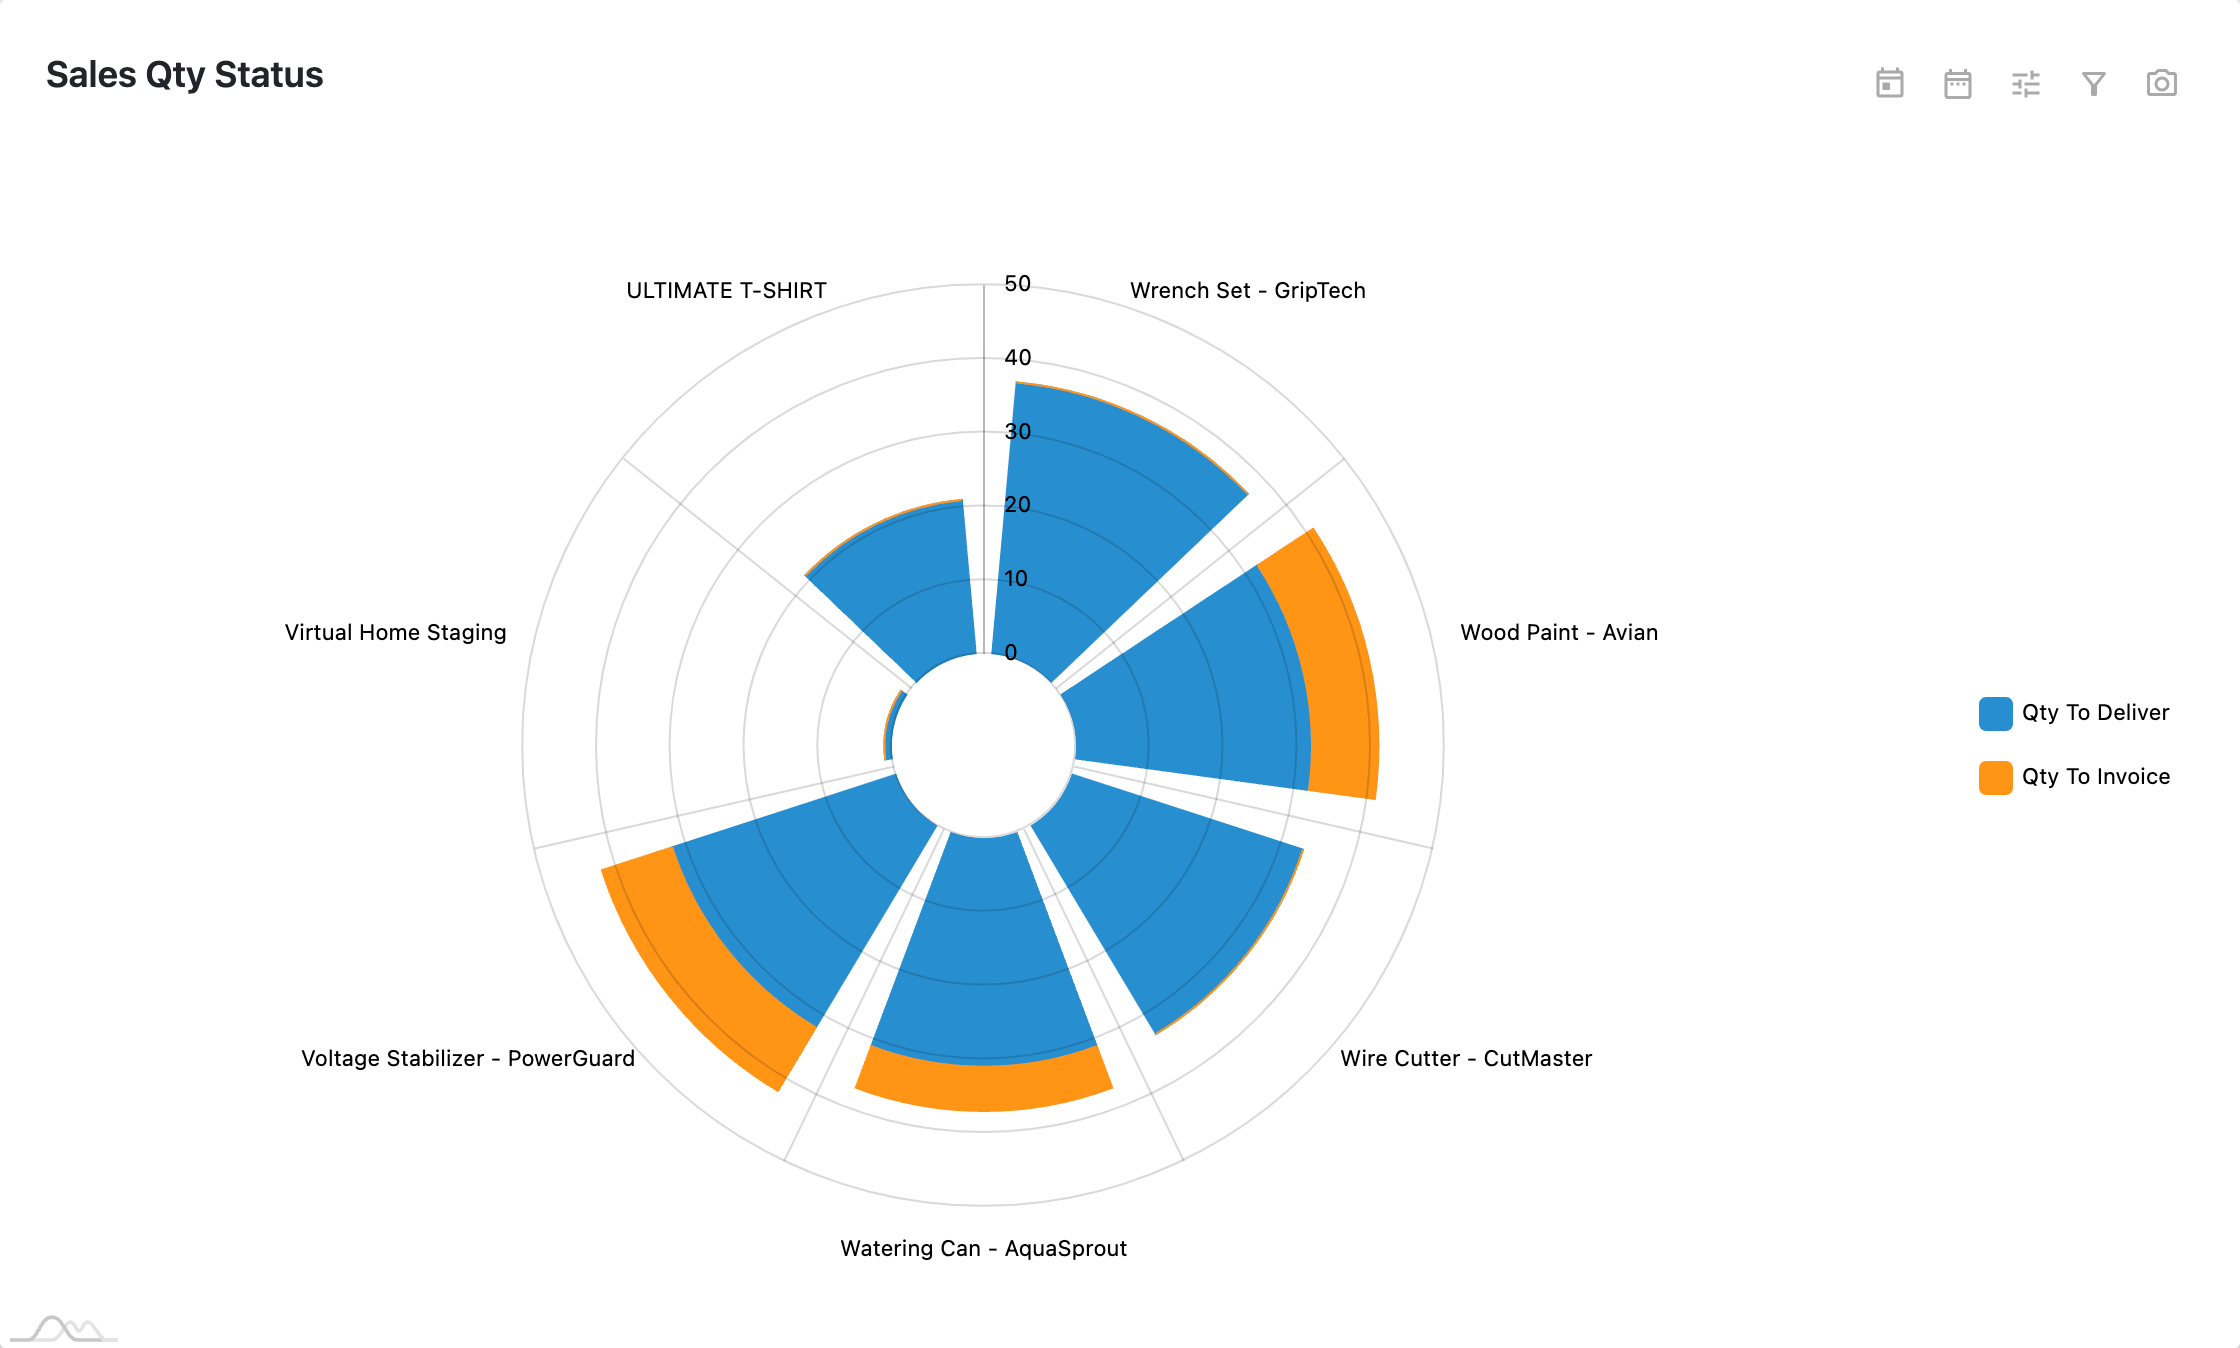 Sales Qty Status
50
ULTIMATE T-SHIRT
Wrench Set - GripTech
40
30
20
10
Virtual Home Staging
Wood Paint - Avian
0
Qty To Deliver
Qty To Invoice
Voltage Stabilizer - PowerGuard
Wire Cutter - CutMaster
Watering Can - AquaSprout